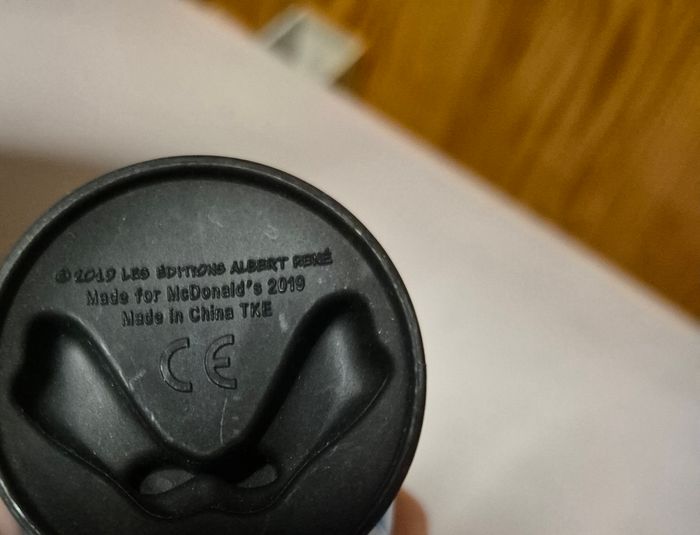 © 2019 LES ÉDITIONS ALBERT RENÉ
Made for McDonald's 2019
Made in China TKE
CE